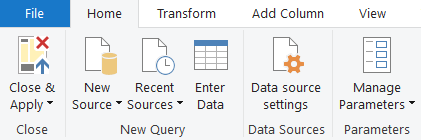 File Home Transform Add Column View
Close & Apply
New Source
Recent Sources
Enter Data
Data source settings
Manage Parameters
Close
New Query
Data Sources
Parameters